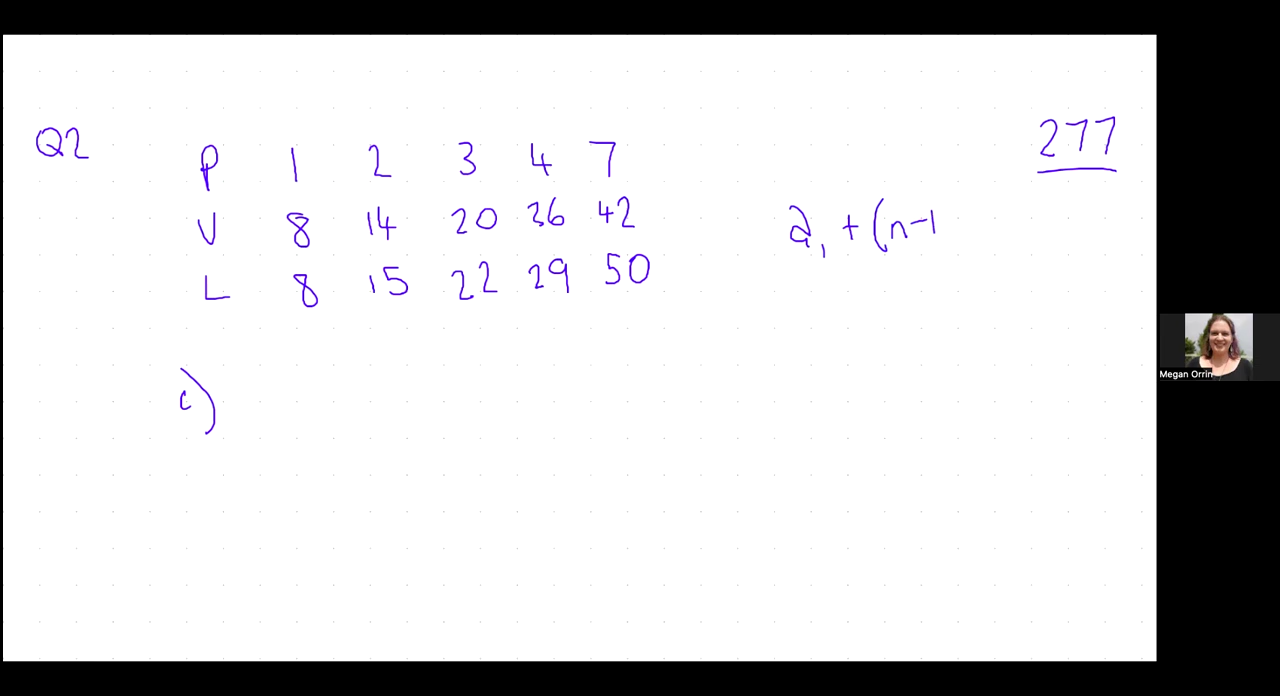 277
Q2 P 1 2 3 4 7
V 8 14 20 36 42 a₁ + (n-1
L 8 15 22 29 50
Megan Orrin
c)